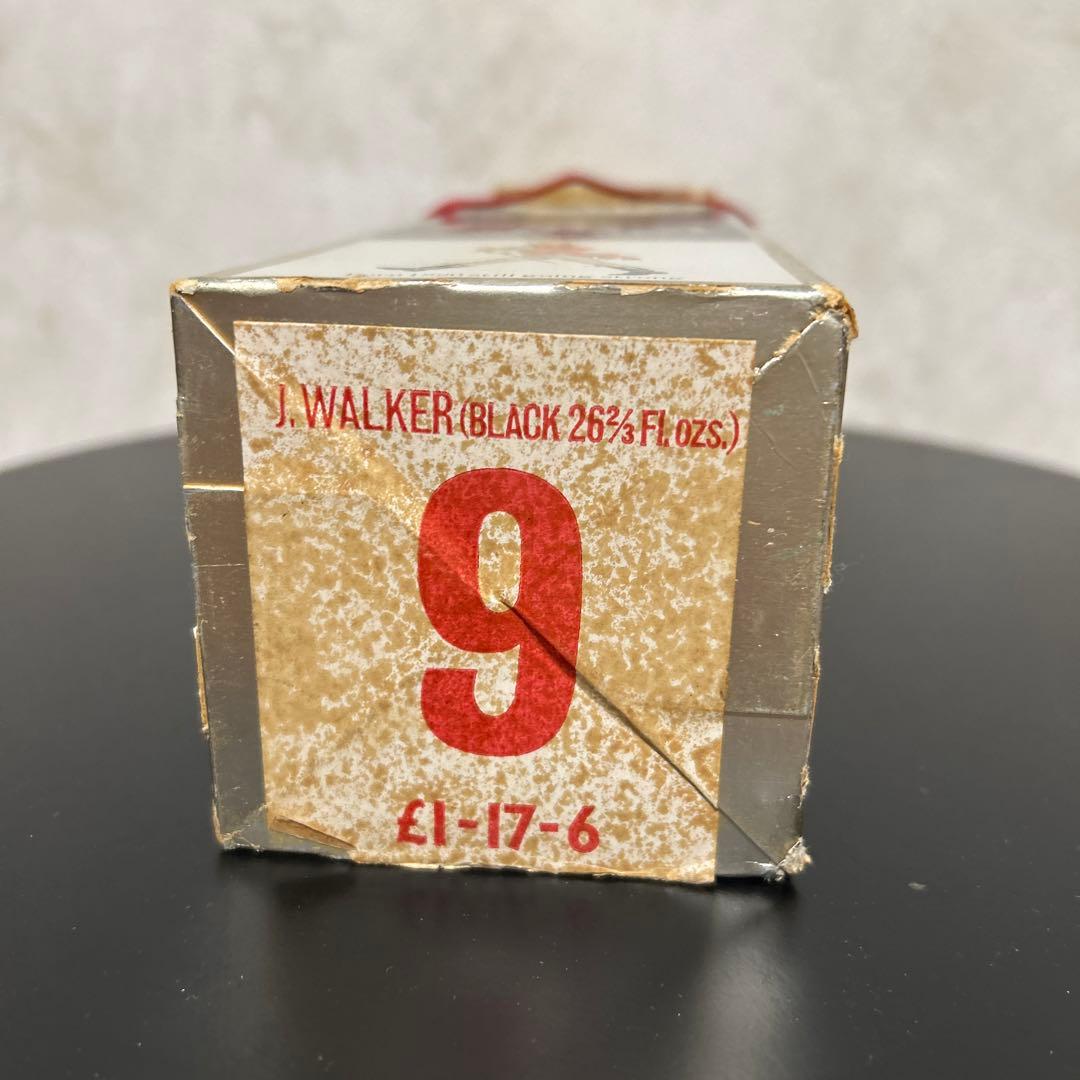 J. WALKER (BLACK 26⅔ Fl. ozs.)
9
£1-17-6